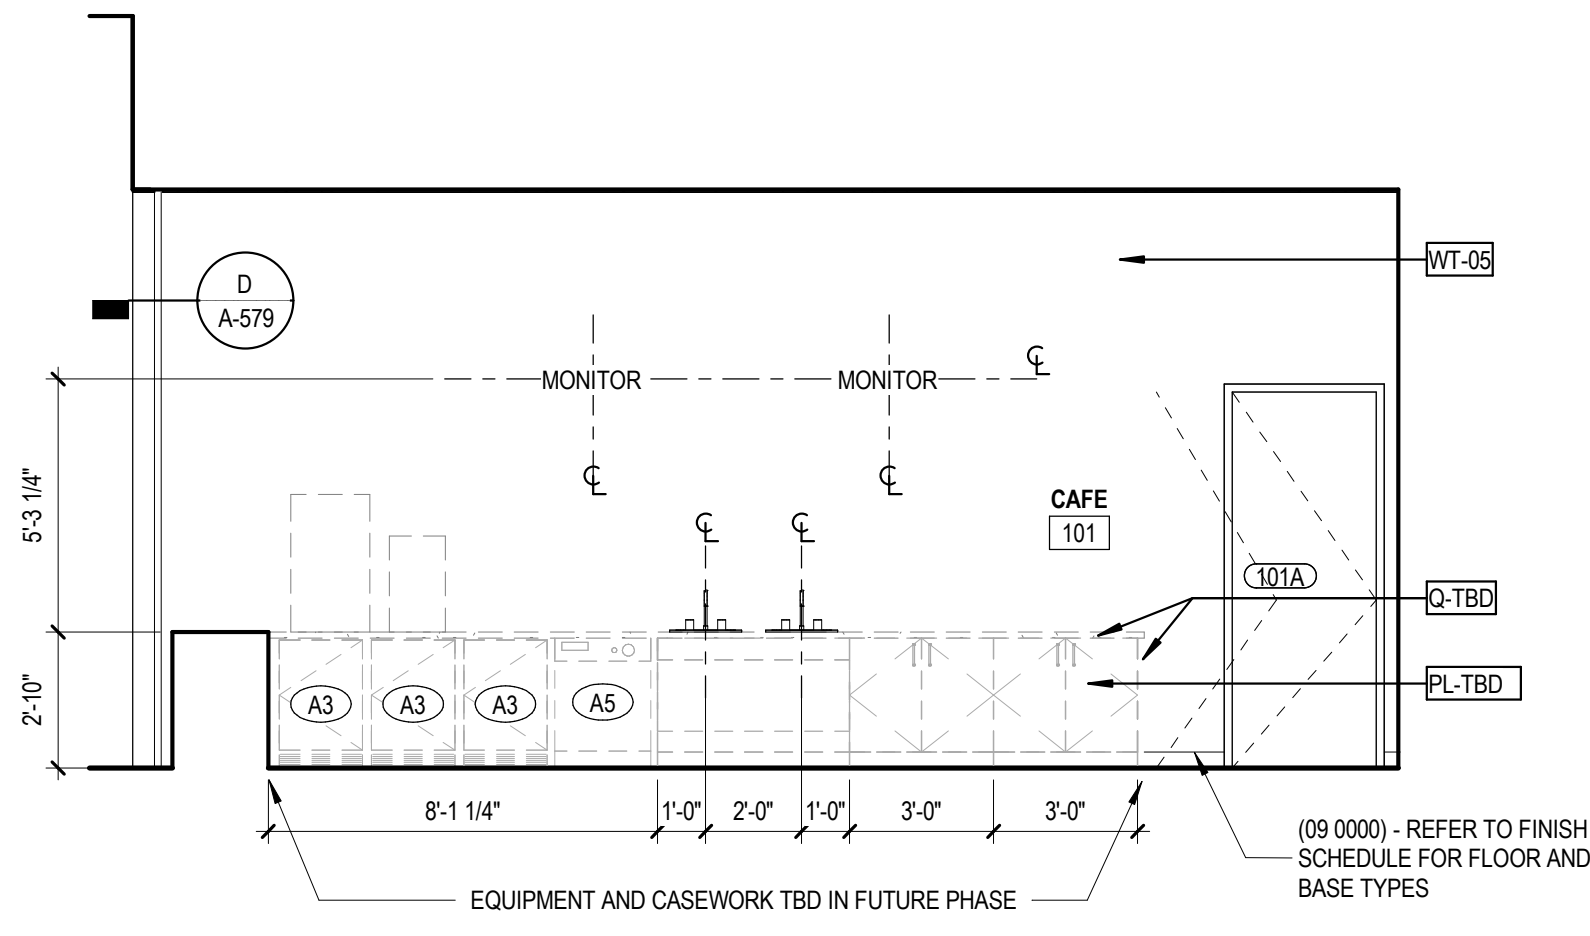 WT-05
D
A-579
℄
MONITOR
MONITOR
℄
℄
5'-3 1/4"
CAFE
101
℄
℄
101A
Q-TBD
2'-10"
A3
A3
A3
A5
PL-TBD
8'-1 1/4"
1'-0"
2'-0"
1'-0"
3'-0"
3'-0"
(09 0000) - REFER TO FINISH
SCHEDULE FOR FLOOR AND
BASE TYPES
EQUIPMENT AND CASEWORK TBD IN FUTURE PHASE